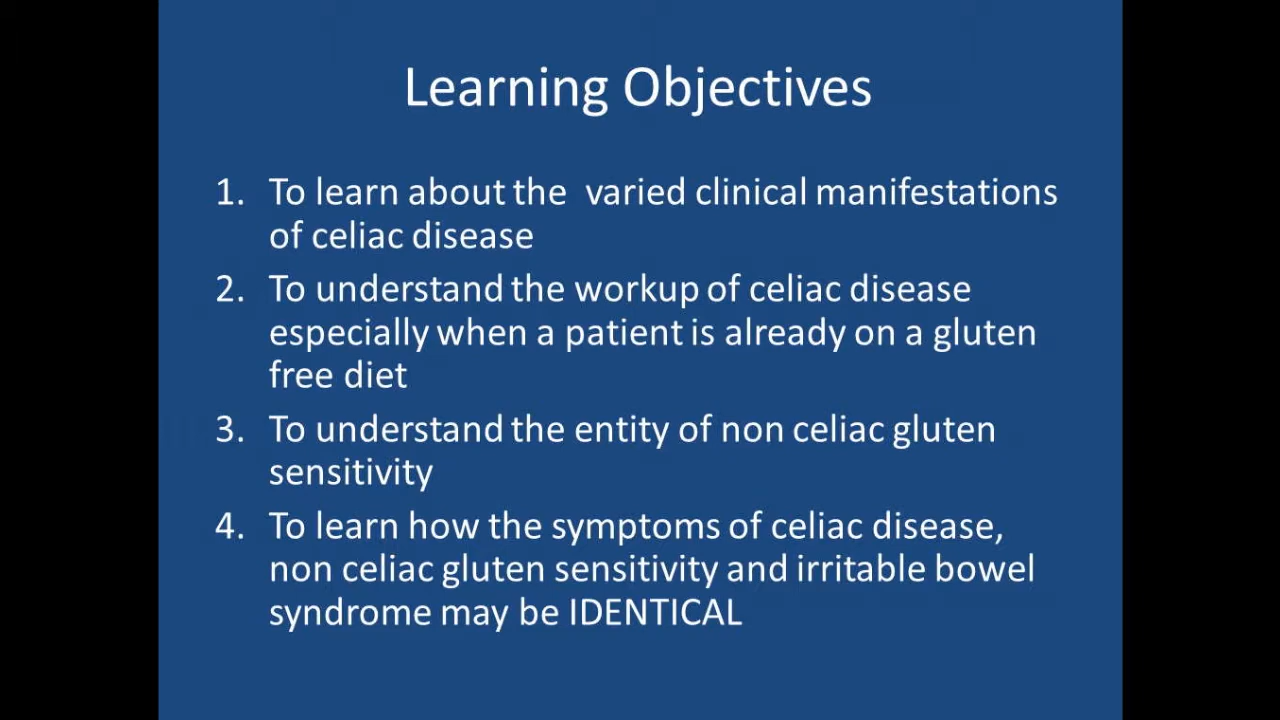 Learning Objectives
1. To learn about the varied clinical manifestations
of celiac disease
2. To understand the workup of celiac disease
especially when a patient is already on a gluten
free diet
3. To understand the entity of non celiac gluten
sensitivity
4. To learn how the symptoms of celiac disease,
non celiac gluten sensitivity and irritable bowel
syndrome may be IDENTICAL